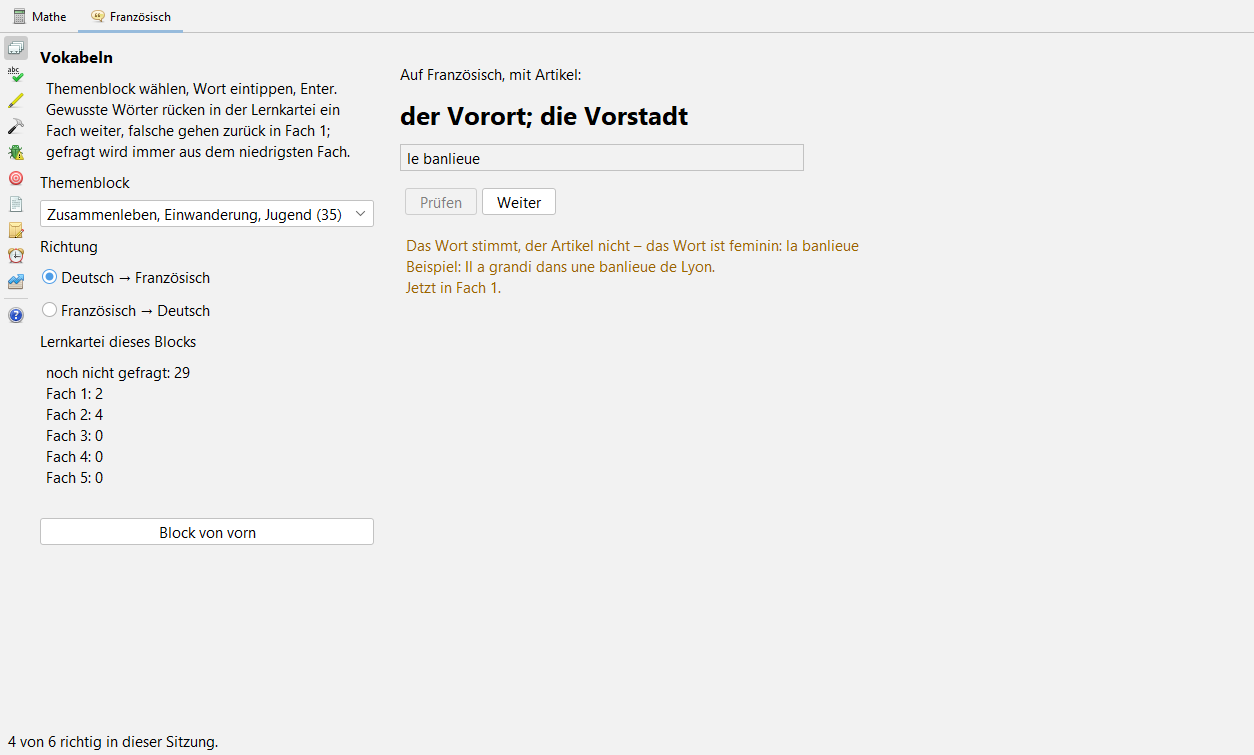 Mathe
Französisch
Vokabeln
Themenblock wählen, Wort eintippen, Enter.
Gewusste Wörter rücken in der Lernkartei ein
Fach weiter, falsche gehen zurück in Fach 1;
gefragt wird immer aus dem niedrigsten Fach.
Themenblock
Zusammenleben, Einwanderung, Jugend (35)
Richtung
Deutsch → Französisch
Französisch → Deutsch
Lernkartei dieses Blocks
noch nicht gefragt: 29
Fach 1: 2
Fach 2: 4
Fach 3: 0
Fach 4: 0
Fach 5: 0
Block von vorn
Auf Französisch, mit Artikel:
der Vorort; die Vorstadt
le banlieue
Prüfen
Weiter
Das Wort stimmt, der Artikel nicht – das Wort ist feminin: la banlieue
Beispiel: Il a grandi dans une banlieue de Lyon.
Jetzt in Fach 1.
4 von 6 richtig in dieser Sitzung.